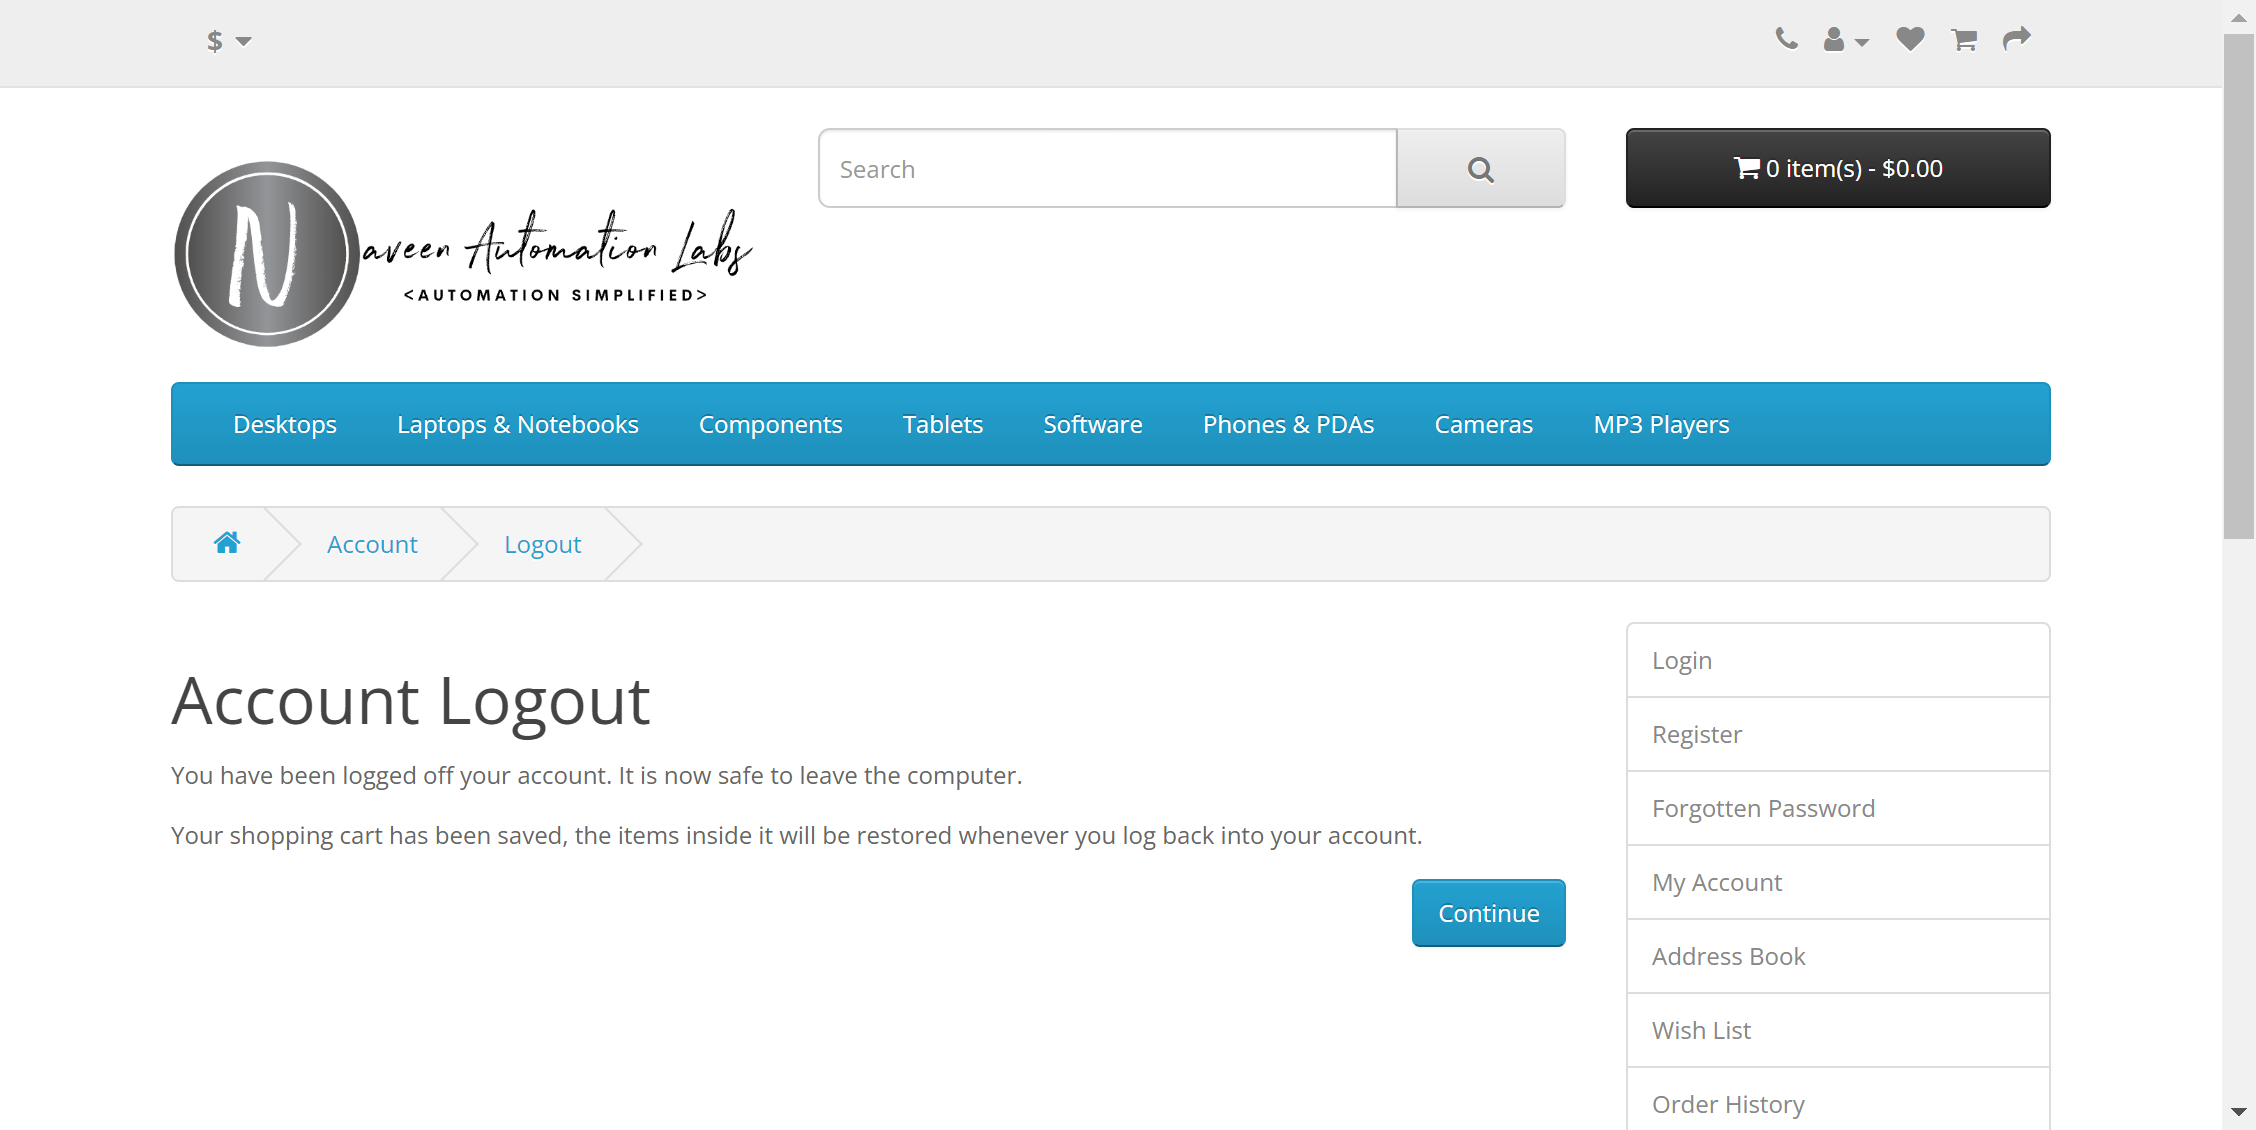 $
Search
0 item(s) - $0.00
N
aveen Automation Labs
<AUTOMATION SIMPLIFIED>
Desktops
Laptops & Notebooks
Components
Tablets
Software
Phones & PDAs
Cameras
MP3 Players
Account
Logout
Account Logout
You have been logged off your account. It is now safe to leave the computer.
Your shopping cart has been saved, the items inside it will be restored whenever you log back into your account.
Continue
Login
Register
Forgotten Password
My Account
Address Book
Wish List
Order History